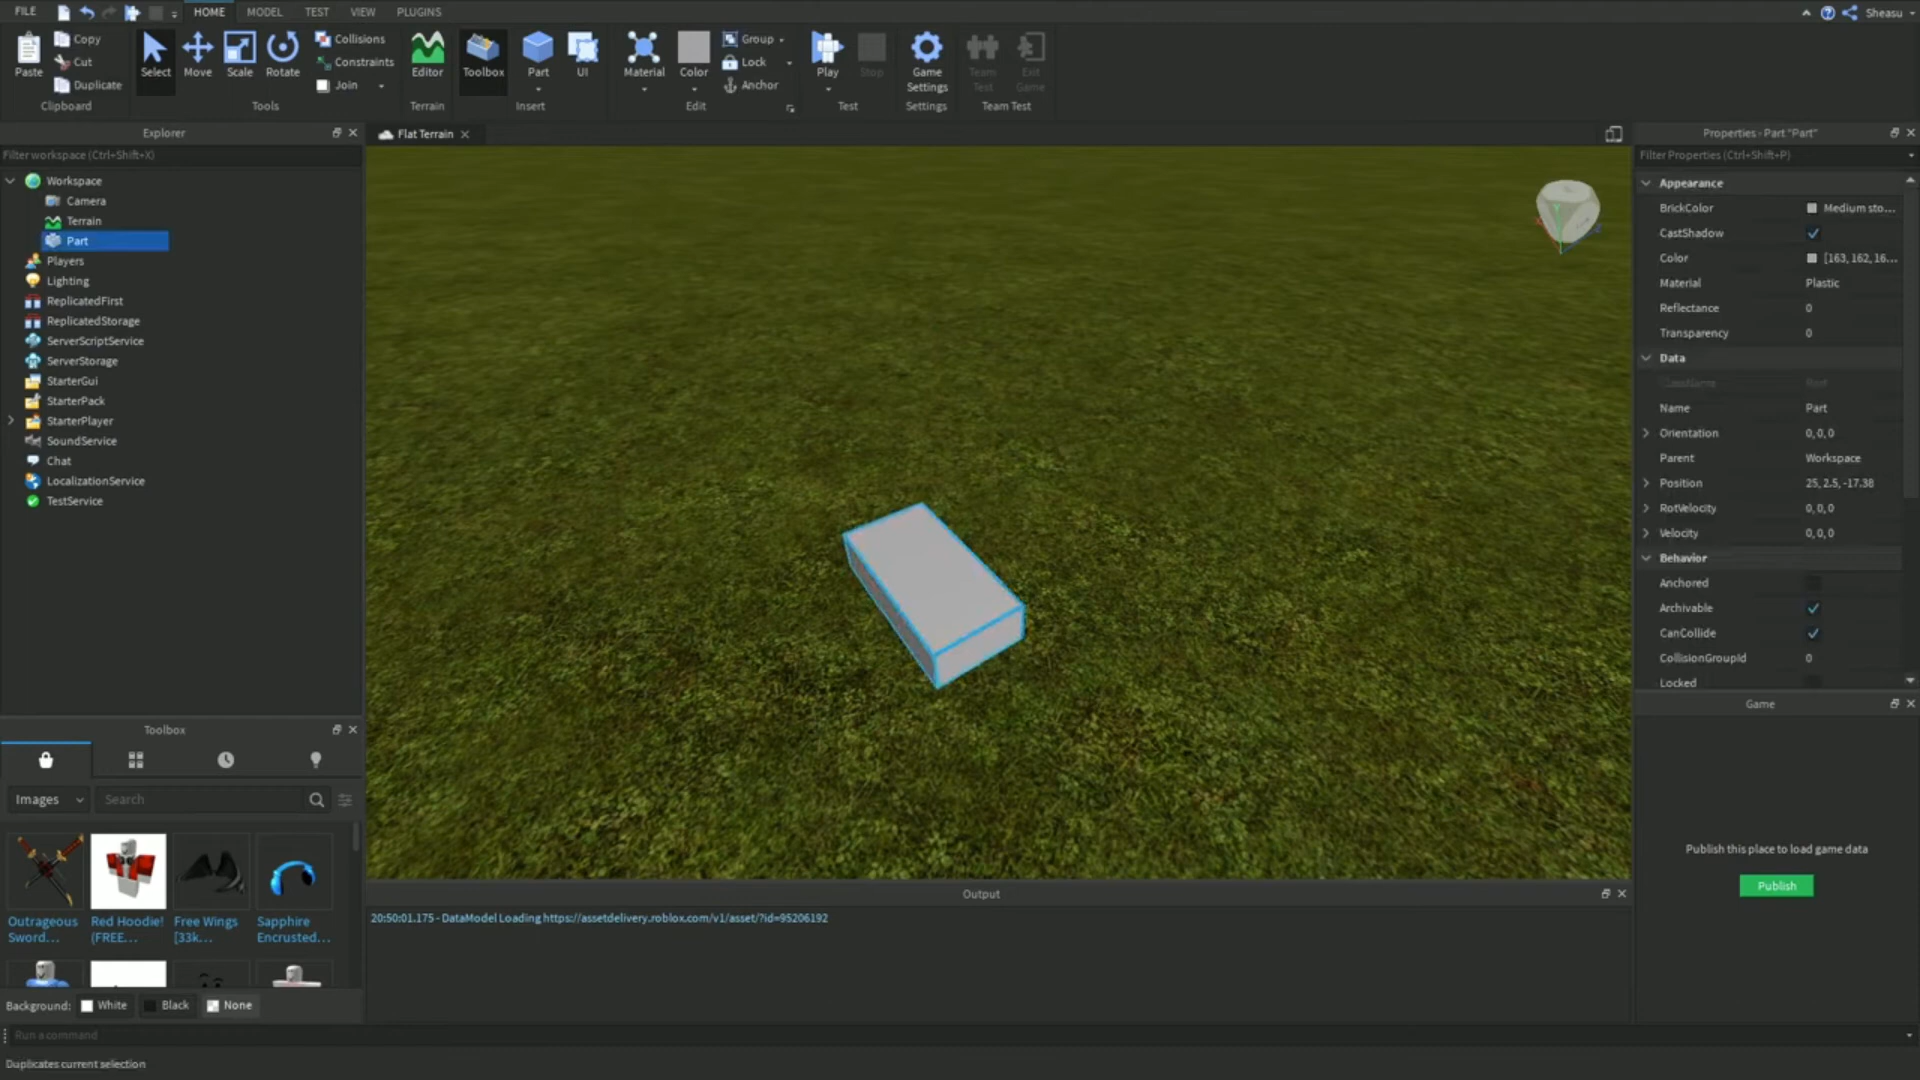 FILE HOME MODEL TEST VIEW PLUGINS Sheasu
Paste Copy Cut Duplicate Clipboard
Select Move Scale Rotate Collisions Constraints Join Tools
Editor Terrain
Toolbox Part UI Insert
Material Color Group Lock Anchor Edit
Play Stop Test
Game Settings Settings
Team Test Exit Game Team Test
Explorer
Filter workspace (Ctrl+Shift+X)
Workspace
Camera
Terrain
Part
Players
Lighting
ReplicatedFirst
ReplicatedStorage
ServerScriptService
ServerStorage
StarterGui
StarterPack
StarterPlayer
SoundService
Chat
LocalizationService
TestService
Toolbox
Images Search
Outrageous Sword...
Red Hoodie! (FREE...
Free Wings [33k...
Sapphire Encrusted...
Background: White Black None
Flat Terrain
Output
20:50:01.175 - DataModel Loading https://assetdelivery.roblox.com/v1/asset/?id=95206192
Properties - Part "Part"
Filter Properties (Ctrl+Shift+P)
Appearance
BrickColor Medium sto...
CastShadow
Color [163, 162, 16...
Material Plastic
Reflectance 0
Transparency 0
Data
ClassName Part
Name Part
Orientation 0, 0, 0
Parent Workspace
Position 25, 2.5, -17.38
RotVelocity 0, 0, 0
Velocity 0, 0, 0
Behavior
Anchored
Archivable
CanCollide
CollisionGroupId 0
Locked
Game
Publish this place to load game data
Publish
Run a command
Duplicates current selection